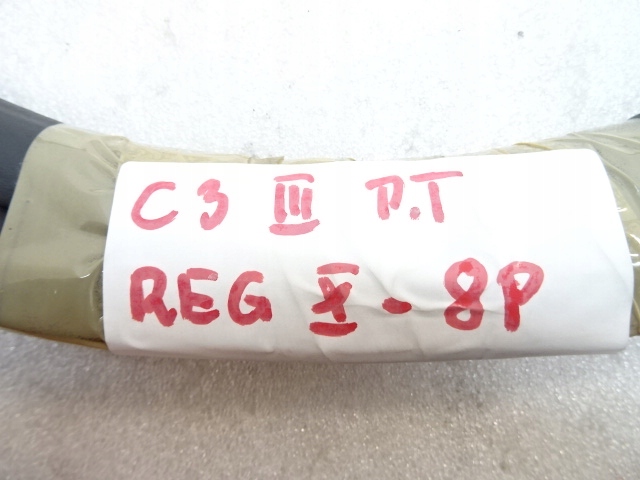 C3 III P.T
REG X - 8P